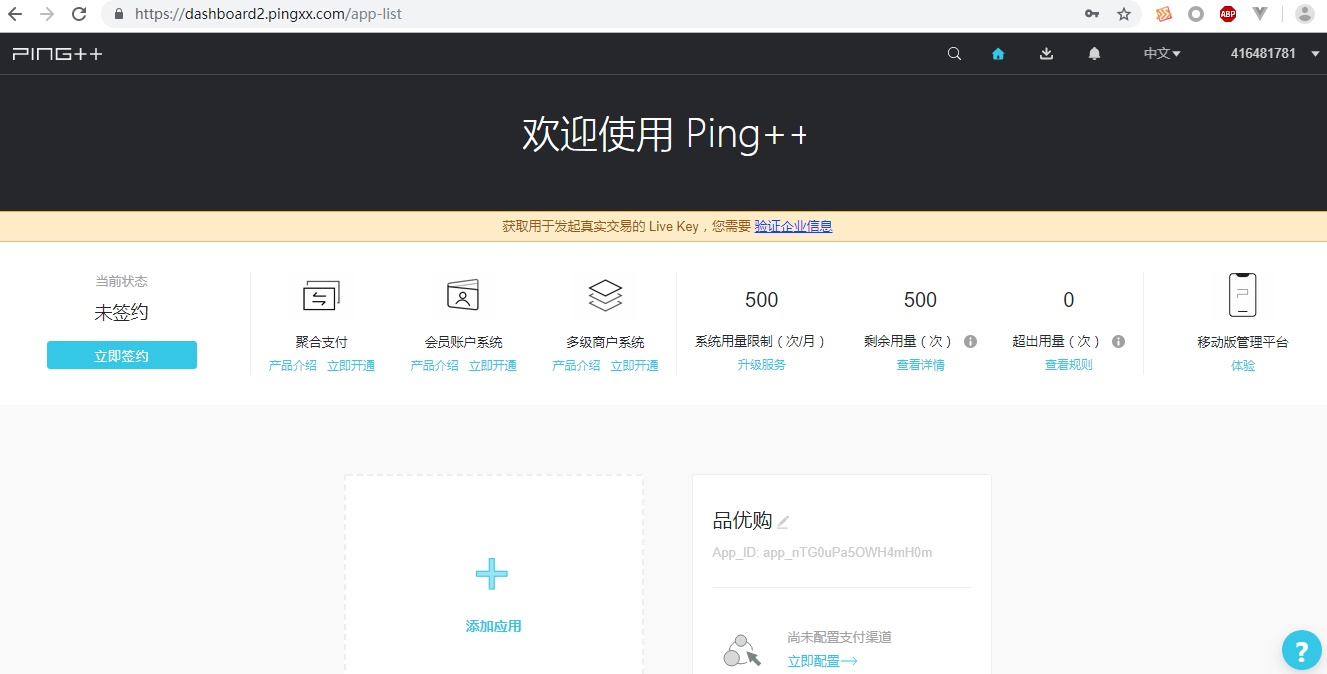 https://dashboard2.pingxx.com/app-list
ABP
PING++
中文
416481781
欢迎使用 Ping++
获取用于发起真实交易的 Live Key，您需要 验证企业信息
当前状态
未签约
立即签约
聚合支付
产品介绍 立即开通
会员账户系统
产品介绍 立即开通
多级商户系统
产品介绍 立即开通
500
系统用量限制（次/月）
升级服务
500
剩余用量（次）
查看详情
0
超出用量（次）
查看规则
移动版管理平台
体验
添加应用
品优购
App_ID: app_nTG0uPa5OWH4mH0m
尚未配置支付渠道
立即配置
?